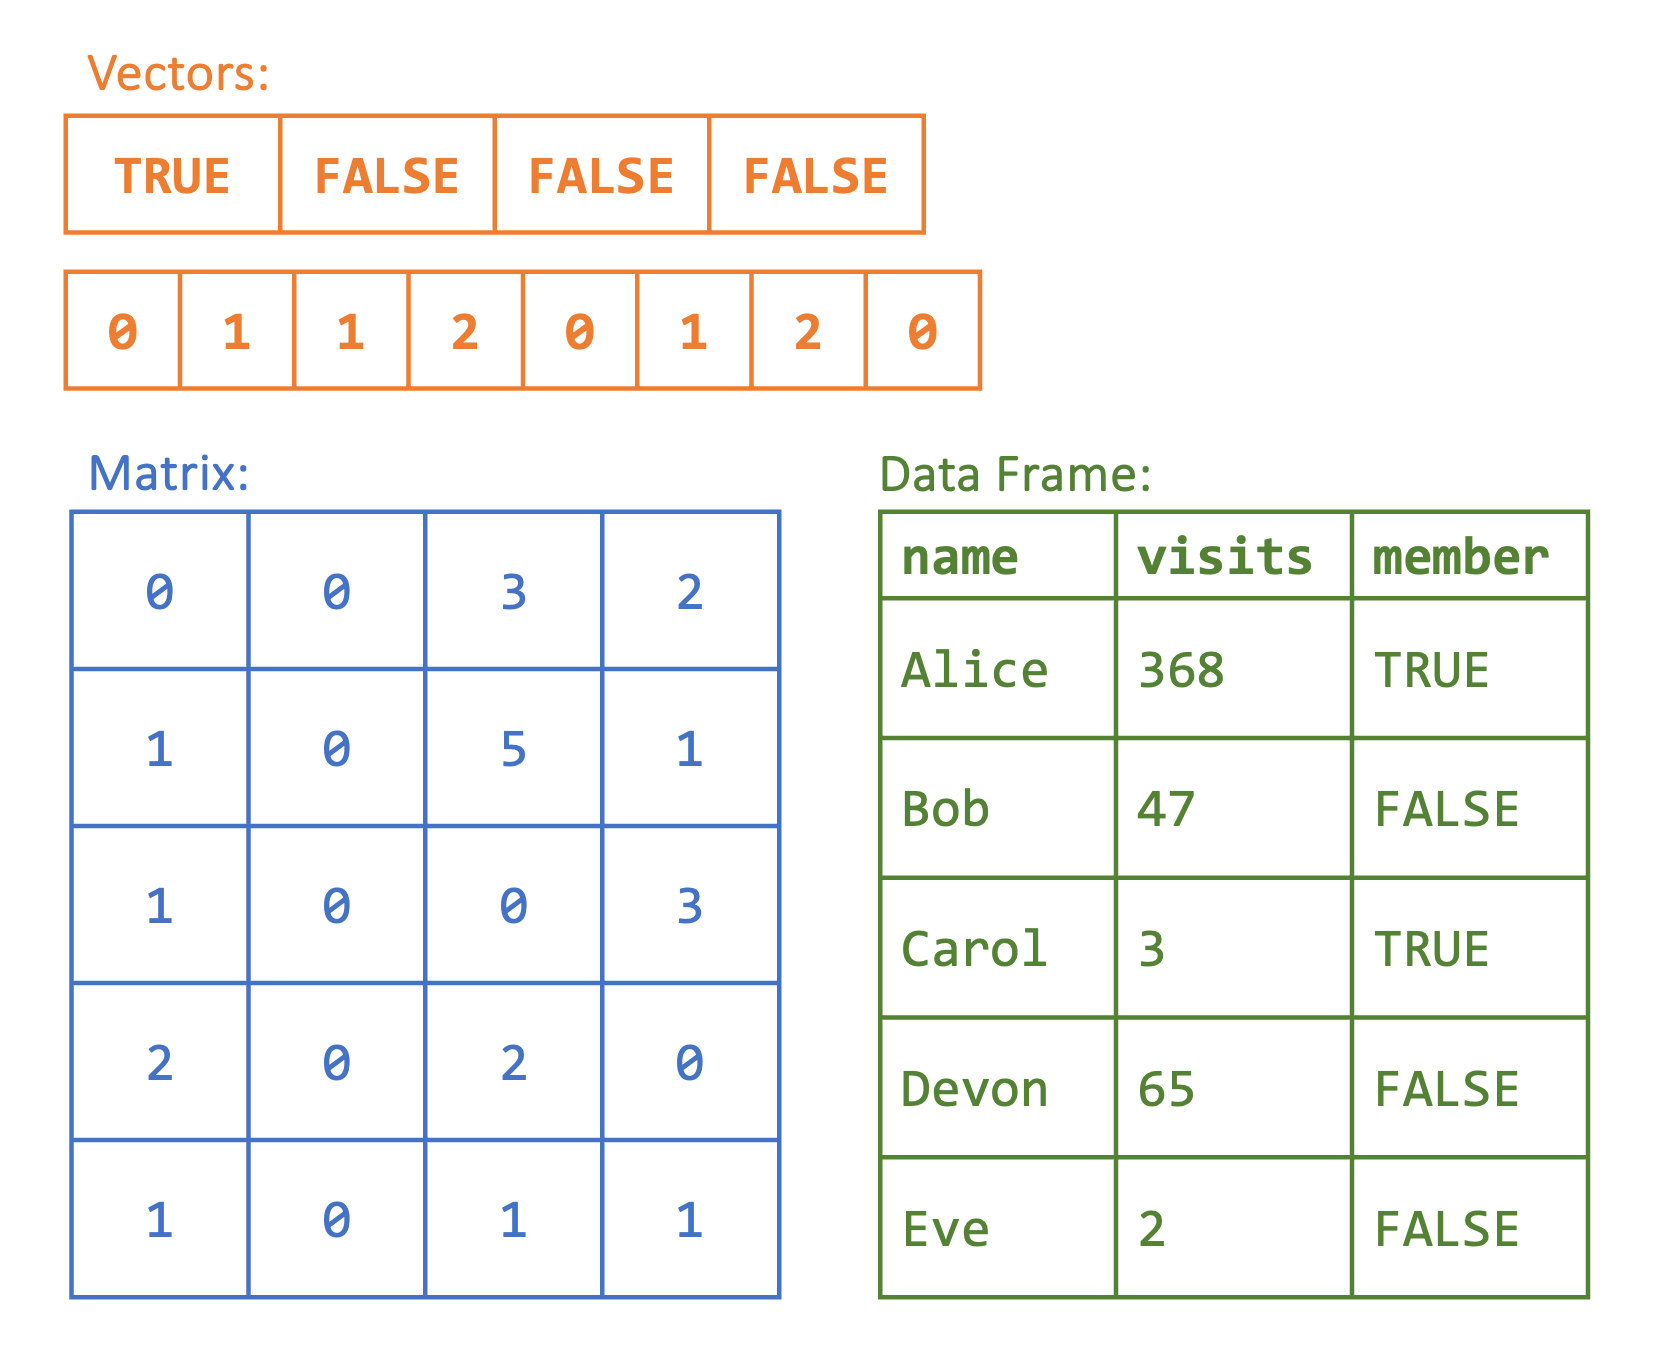 Vectors:
TRUE FALSE FALSE FALSE
0 1 1 2 0 1 2 0
Matrix:
0 0 3 2
1 0 5 1
1 0 0 3
2 0 2 0
1 0 1 1
Data Frame:
name visits member
Alice 368 TRUE
Bob 47 FALSE
Carol 3 TRUE
Devon 65 FALSE
Eve 2 FALSE